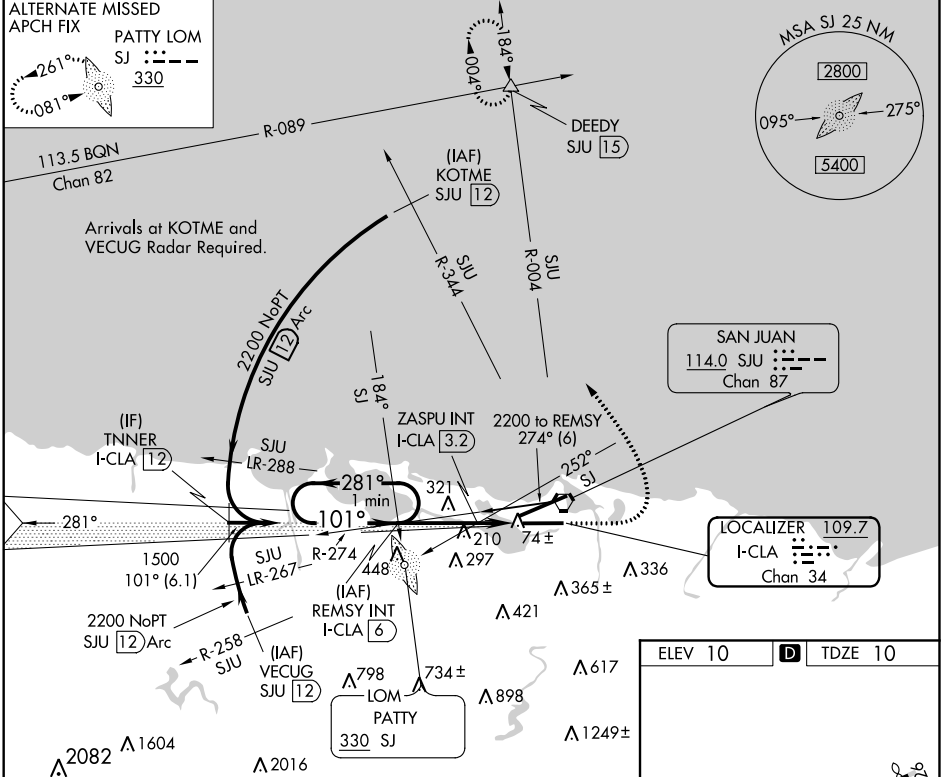 ALTERNATE MISSED
APCH FIX
PATTY LOM
SJ
330
261°
081°
184°
004°
MSA SJ 25 NM
2800
095°
275°
5400
DEEDY
SJU 15
R-089
113.5 BQN
Chan 82
(IAF)
KOTME
SJU 12
Arrivals at KOTME and
VECUG Radar Required.
SJU
R-344
SJU
R-004
2200 NoPT
SJU 12 Arc
SAN JUAN
114.0 SJU
Chan 87
184°
SJ
ZASPU INT
I-CLA 3.2
2200 to REMSY
274° (6)
(IF)
TNNER
I-CLA 12
SJU
LR-288
252°
SJ
281°
1 min
101°
321
281°
210
74±
LOCALIZER 109.7
I-CLA
Chan 34
1500
101° (6.1)
SJU
LR-267
R-274
448
297
336
365±
(IAF)
REMSY INT
I-CLA 6
421
2200 NoPT
SJU 12 Arc
R-258
SJU
(IAF)
VECUG
SJU 12
ELEV 10
D
TDZE 10
617
798
734±
898
LOM
PATTY
330 SJ
1249±
2082
1604
2016